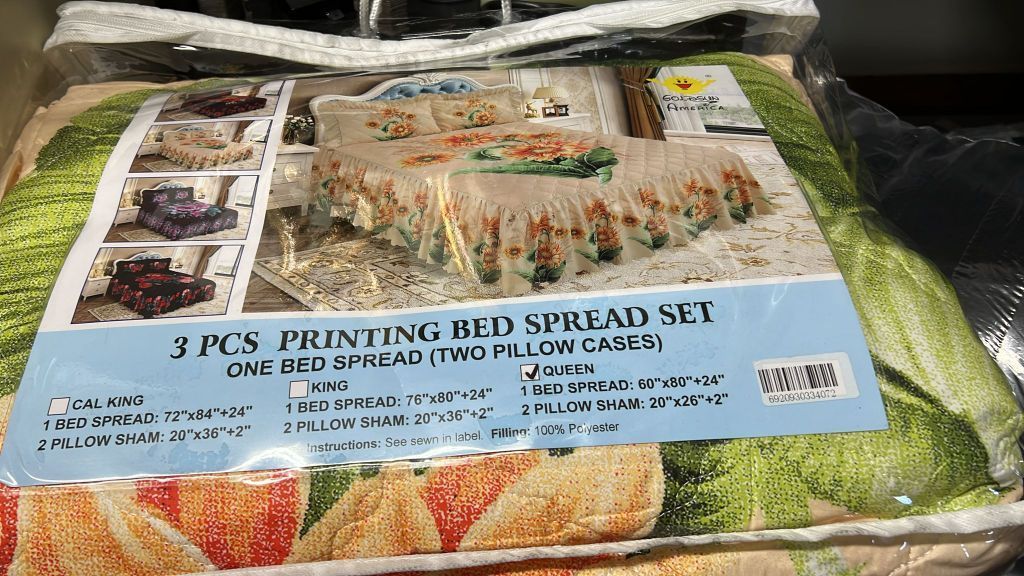 GOLDSUN
AMERICA
3 PCS PRINTING BED SPREAD SET
ONE BED SPREAD (TWO PILLOW CASES)
CAL KING
1 BED SPREAD: 72"x84"+24"
2 PILLOW SHAM: 20"x36"+2"
KING
1 BED SPREAD: 76"x80"+24"
2 PILLOW SHAM: 20"x36"+2"
QUEEN
1 BED SPREAD: 60"x80"+24"
2 PILLOW SHAM: 20"x26"+2"
Instructions: See sewn in label. Filling: 100% Polyester
6920930334072